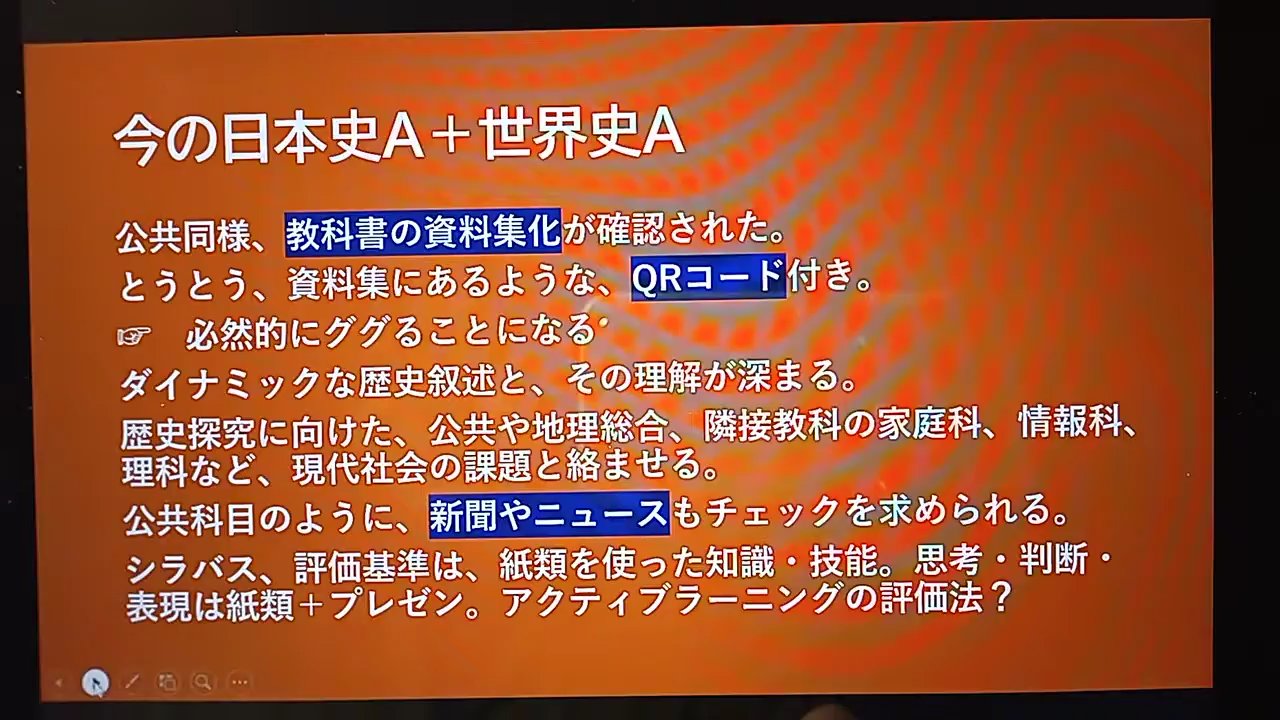 今の日本史A＋世界史A
公共同様、教科書の資料集化が確認された。
とうとう、資料集にあるような、QRコード付き。
☞　必然的にググることになる
ダイナミックな歴史叙述と、その理解が深まる。
歴史探究に向けた、公共や地理総合、隣接教科の家庭科、情報科、
理科など、現代社会の課題と絡ませる。
公共科目のように、新聞やニュースもチェックを求められる。
シラバス、評価基準は、紙類を使った知識・技能。思考・判断・
表現は紙類＋プレゼン。アクティブラーニングの評価法？